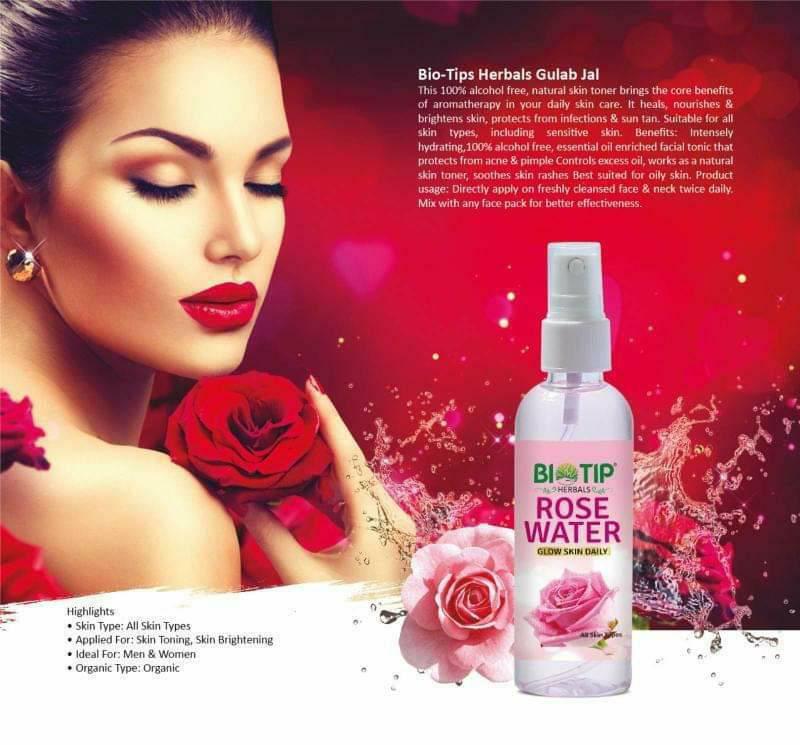 Bio-Tips Herbals Gulab Jal
This 100% alcohol free, natural skin toner brings the core benefits
of aromatherapy in your daily skin care. It heals, nourishes &
brightens skin, protects from infections & sun tan. Suitable for all
skin types, including sensitive skin. Benefits: Intensely
hydrating,100% alcohol free, essential oil enriched facial tonic that
protects from acne & pimple Controls excess oil, works as a natural
skin toner, soothes skin rashes Best suited for oily skin. Product
usage: Directly apply on freshly cleansed face & neck twice daily.
Mix with any face pack for better effectiveness.
BIOTIP®
HERBALS
ROSE
WATER
GLOW SKIN DAILY
All Skin Types
Highlights
• Skin Type: All Skin Types
• Applied For: Skin Toning, Skin Brightening
• Ideal For: Men & Women
• Organic Type: Organic